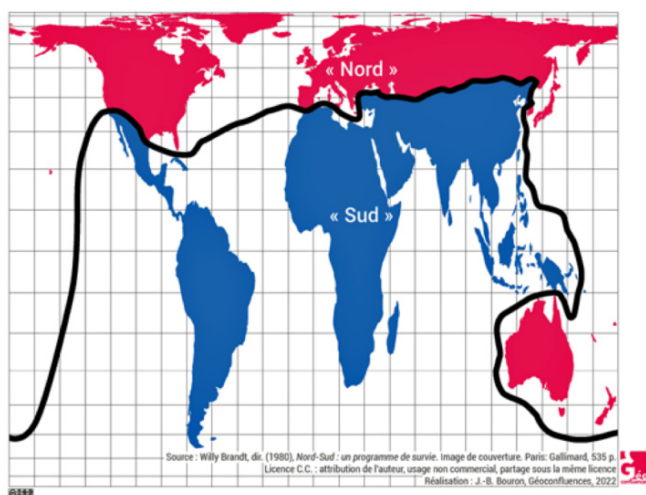 « Nord »
« Sud »
Source : Willy Brandt, dir. (1980), Nord-Sud : un programme de survie. Image de couverture. Paris: Gallimard, 535 p.
Licence C.C. : attribution de l'auteur, usage non commercial, partage sous la même licence
Réalisation : J.-B. Bouron, Géoconfluences, 2022